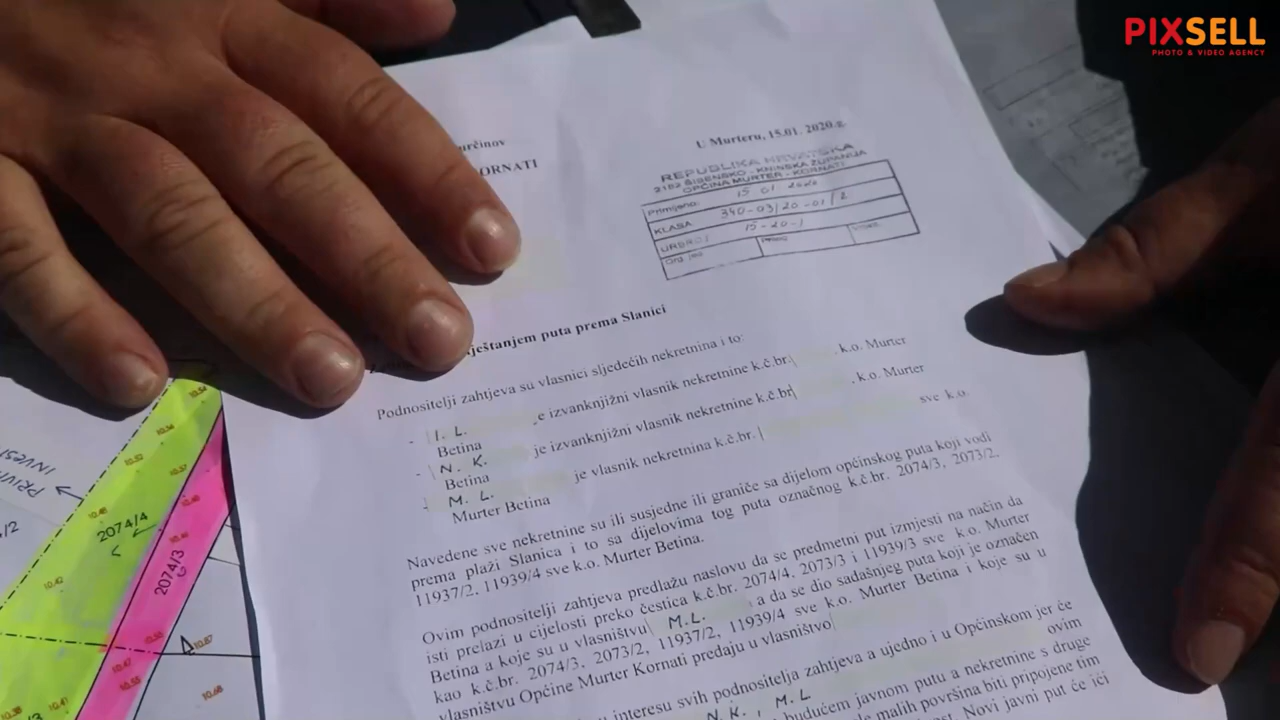 PIXSELL
PHOTO & VIDEO AGENCY
určinov
ORNATI
U Murteru, 15.01. 2020.g.
REPUBLIKA HRVATSKA
2182 ŠIBENSKO - KNINSKA ŽUPANIJA
OPĆINA MURTER - KORNATI
Primljeno: 15 01 2020
KLASA 340-03/20-01/2
URBROJ 15-20-1
Org. jed.
ještanjem puta prema Slanici
Podnositelji zahtjeva su vlasnici sljedećih nekretnina i to:
- I. L. e izvanknjižni vlasnik nekretnine k.č.br. , k.o. Murter
Betina
- N. K. je izvanknjižni vlasnik nekretnine k.č.br , k.o. Murter
Betina
- M. L. je vlasnik nekretnina k.č.br. sve k.o.
Murter Betina
Navedene sve nekretnine su ili susjedne ili graniče sa dijelom općinskog puta koji vodi
prema plaži Slanica i to sa dijelovima tog puta označnog k.č.br. 2074/3, 2073/2,
11937/2, 11939/4 sve k.o. Murter Betina.
Ovim podnositelji zahtjeva predlažu naslovu da se predmetni put izmjesti na način da
isti prelazi u cijelosti preko čestica k.č.br. 2074/4, 2073/3 i 11939/3 sve k.o. Murter
Betina a koje su u vlasništvu M.L. a da se dio sadašnjeg puta koji je označen
kao k.č.br. 2074/3, 2073/2, 11937/2, 11939/4 sve k.o. Murter Betina i koje su u
vlasništvu Općine Murter Kornati predaju u vlasništvo
u interesu svih podnositelja zahtjeva a ujedno i u Općinskom jer će
N. K., M. L ovim
budućem javnom putu a nekretnine s druge
malih površina biti pripojene tim
Novi javni put će ići
INVEST
2074/4
2074/3
10.54
10.67
10.68